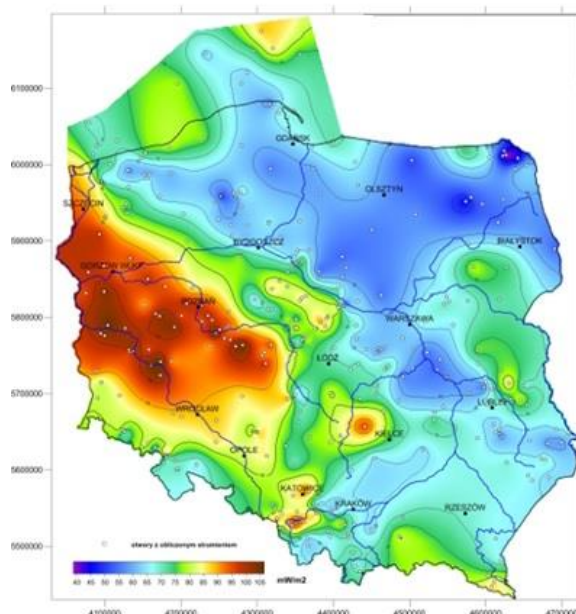 6100000
GDAŃSK
6000000
OLSZTYN
SZCZECIN
5900000
BYDGOSZCZ
BIAŁYSTOK
GORZÓW WLKP
POZNAŃ
5800000
WARSZAWA
ŁÓDŹ
5700000
WROCŁAW
LUBLIN
KIELCE
OPOLE
5600000
KATOWICE
KRAKÓW
RZESZÓW
otwory z obliczonym strumieniem
5500000
40 45 50 55 60 65 70 75 80 85 90 95 100 105 mW/m2
4100000 4200000 4300000 4400000 4500000 4600000 4700000